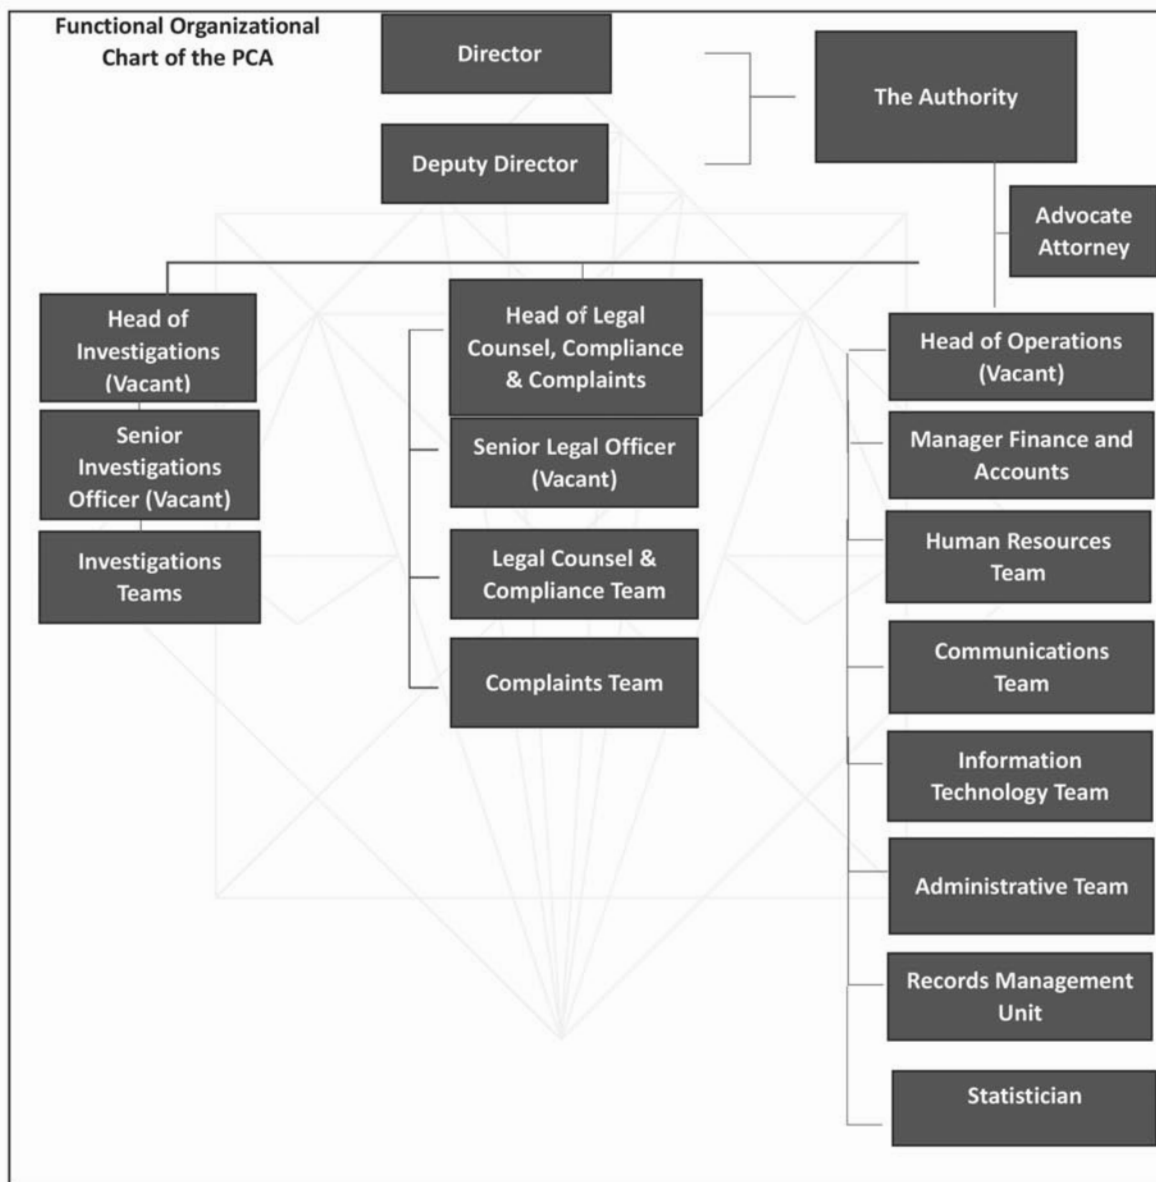 Functional Organizational
Chart of the PCA
Director
The Authority
Deputy Director
Advocate
Attorney
Head of
Investigations
(Vacant)
Senior
Investigations
Officer (Vacant)
Investigations
Teams
Head of Legal
Counsel, Compliance
& Complaints
Senior Legal Officer
(Vacant)
Legal Counsel &
Compliance Team
Complaints Team
Head of Operations
(Vacant)
Manager Finance and
Accounts
Human Resources
Team
Communications
Team
Information
Technology Team
Administrative Team
Records Management
Unit
Statistician